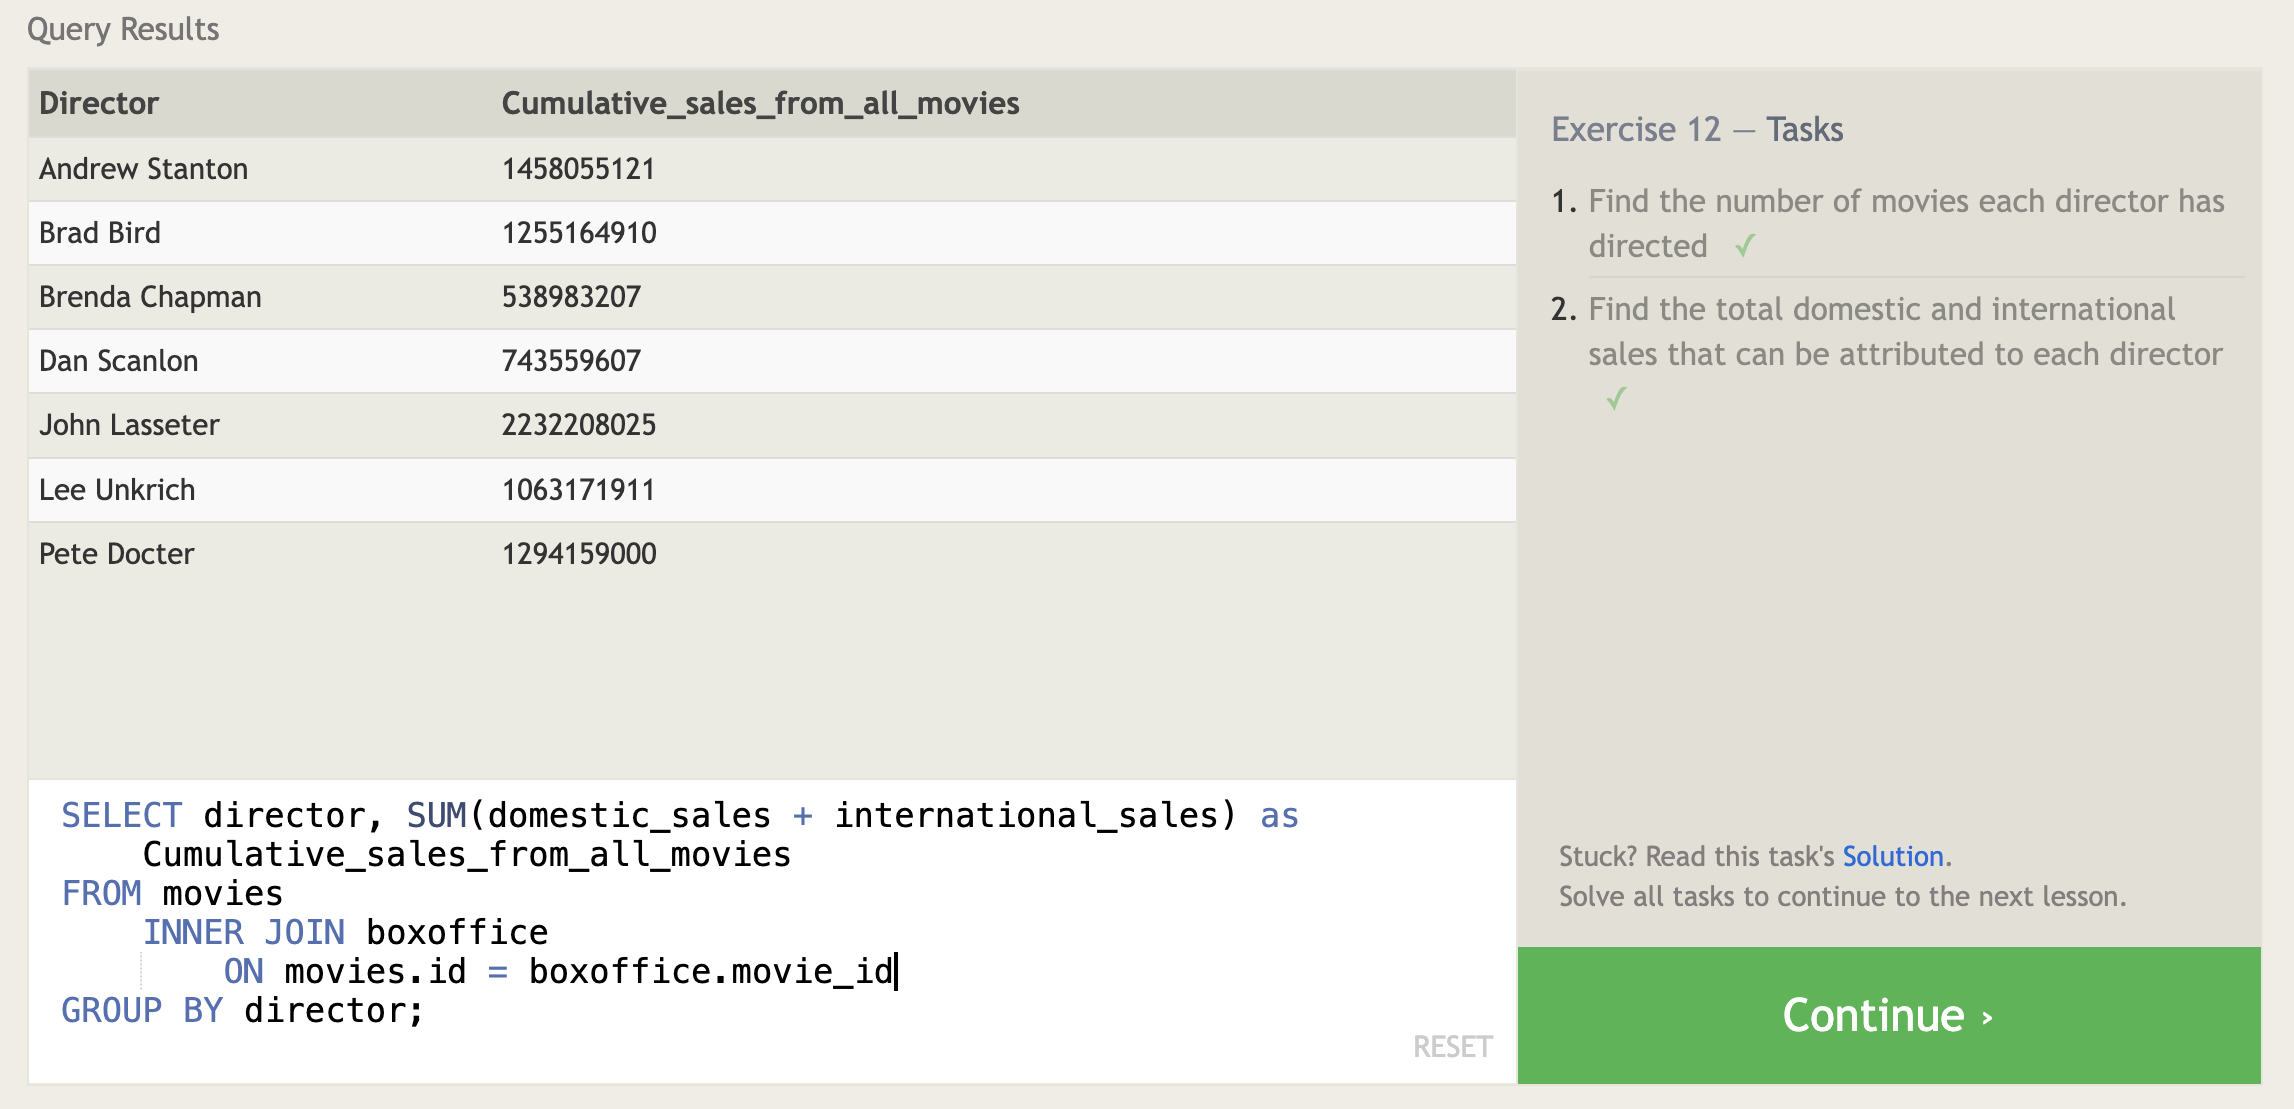 Query Results
Director Cumulative_sales_from_all_movies
Andrew Stanton 1458055121
Brad Bird 1255164910
Brenda Chapman 538983207
Dan Scanlon 743559607
John Lasseter 2232208025
Lee Unkrich 1063171911
Pete Docter 1294159000
SELECT director, SUM(domestic_sales + international_sales) as
Cumulative_sales_from_all_movies
FROM movies
INNER JOIN boxoffice
ON movies.id = boxoffice.movie_id
GROUP BY director;
RESET
Exercise 12 — Tasks
1. Find the number of movies each director has
directed ✓
2. Find the total domestic and international
sales that can be attributed to each director
✓
Stuck? Read this task's Solution.
Solve all tasks to continue to the next lesson.
Continue ›